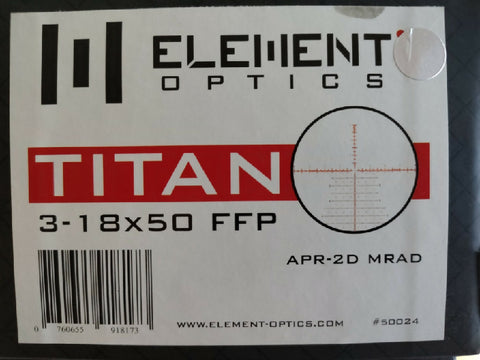 ELEMENT
OPTICS
TITAN
3-18x50 FFP
APR-2D MRAD
0 760655 918173
WWW.ELEMENT-OPTICS.COM
#50024